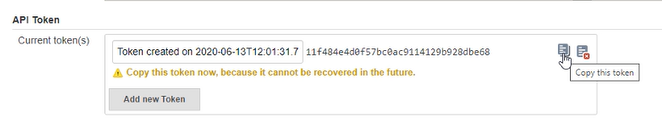 API Token
Current token(s)
Token created on 2020-06-13T12:01:31.7 11f484e4d0f57bc0ac9114129b928dbe68
Copy this token now, because it cannot be recovered in the future.
Copy this token
Add new Token